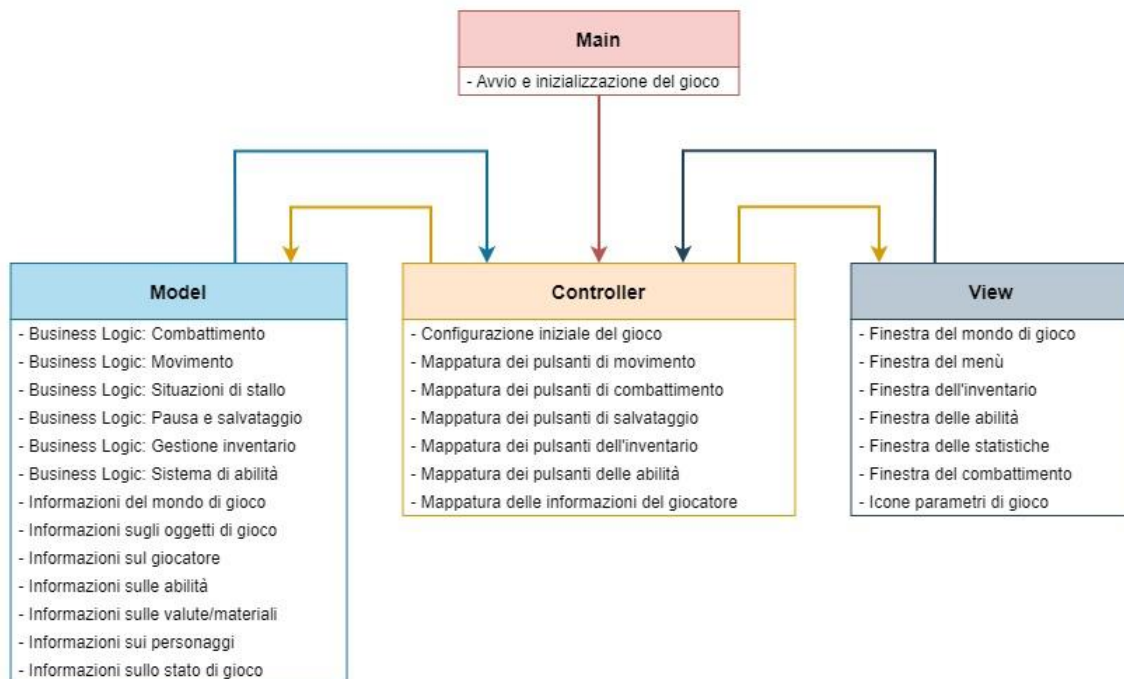 Main
- Avvio e inizializzazione del gioco
Model
- Business Logic: Combattimento
- Business Logic: Movimento
- Business Logic: Situazioni di stallo
- Business Logic: Pausa e salvataggio
- Business Logic: Gestione inventario
- Business Logic: Sistema di abilità
- Informazioni del mondo di gioco
- Informazioni sugli oggetti di gioco
- Informazioni sul giocatore
- Informazioni sulle abilità
- Informazioni sulle valute/materiali
- Informazioni sui personaggi
- Informazioni sullo stato di gioco
Controller
- Configurazione iniziale del gioco
- Mappatura dei pulsanti di movimento
- Mappatura dei pulsanti di combattimento
- Mappatura dei pulsanti di salvataggio
- Mappatura dei pulsanti dell'inventario
- Mappatura dei pulsanti delle abilità
- Mappatura delle informazioni del giocatore
View
- Finestra del mondo di gioco
- Finestra del menù
- Finestra dell'inventario
- Finestra delle abilità
- Finestra delle statistiche
- Finestra del combattimento
- Icone parametri di gioco